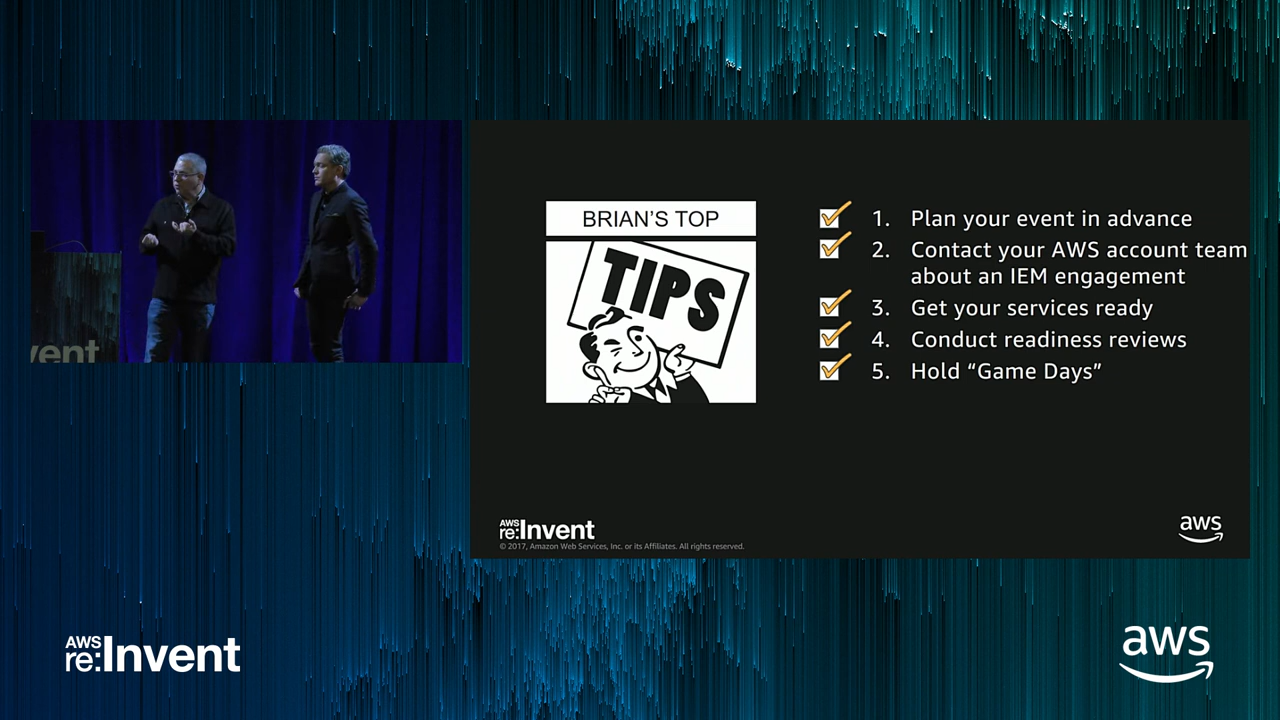 vent
BRIAN'S TOP
TIPS
1. Plan your event in advance
2. Contact your AWS account team
about an IEM engagement
3. Get your services ready
4. Conduct readiness reviews
5. Hold “Game Days”
AWS
re:Invent
© 2017, Amazon Web Services, Inc. or its Affiliates. All rights reserved.
aws
AWS
re:Invent
aws